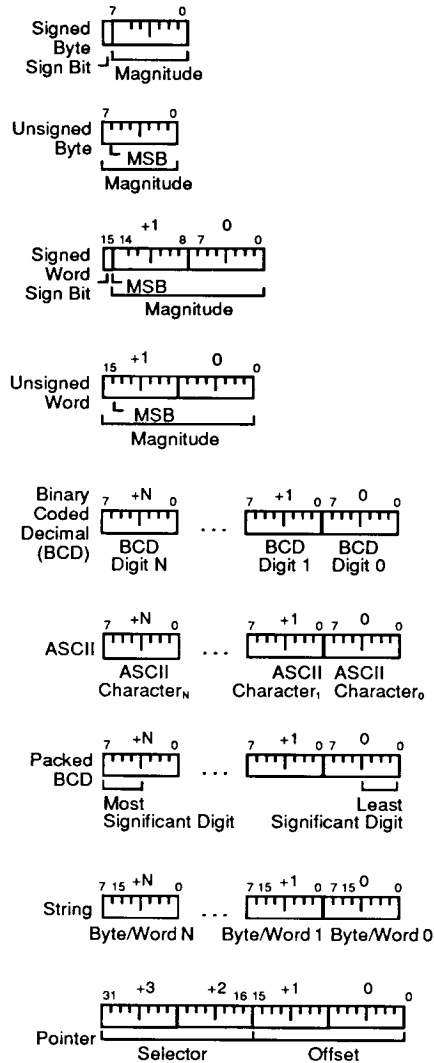 7 0
Signed
Byte
Sign Bit Magnitude
7 0
Unsigned
Byte
MSB
Magnitude
+1 0
15 14 8 7 0
Signed
Word
Sign Bit MSB
Magnitude
+1 0
15 0
Unsigned
Word
MSB
Magnitude
Binary
Coded
Decimal
(BCD)
7 +N 0 ... 7 +1 0 7 0 0
BCD BCD BCD
Digit N Digit 1 Digit 0
7 +N 0 7 +1 0 7 0 0
ASCII ...
ASCII ASCII ASCII
CharacterN Character1 Character0
7 +N 0 7 +1 0 7 0 0
Packed
BCD ...
Most Least
Significant Digit Significant Digit
7 15 +N 0 7 15 +1 0 7 15 0 0
String ...
Byte/Word N Byte/Word 1 Byte/Word 0
31 +3 +2 16 15 +1 0 0
Pointer
Selector Offset